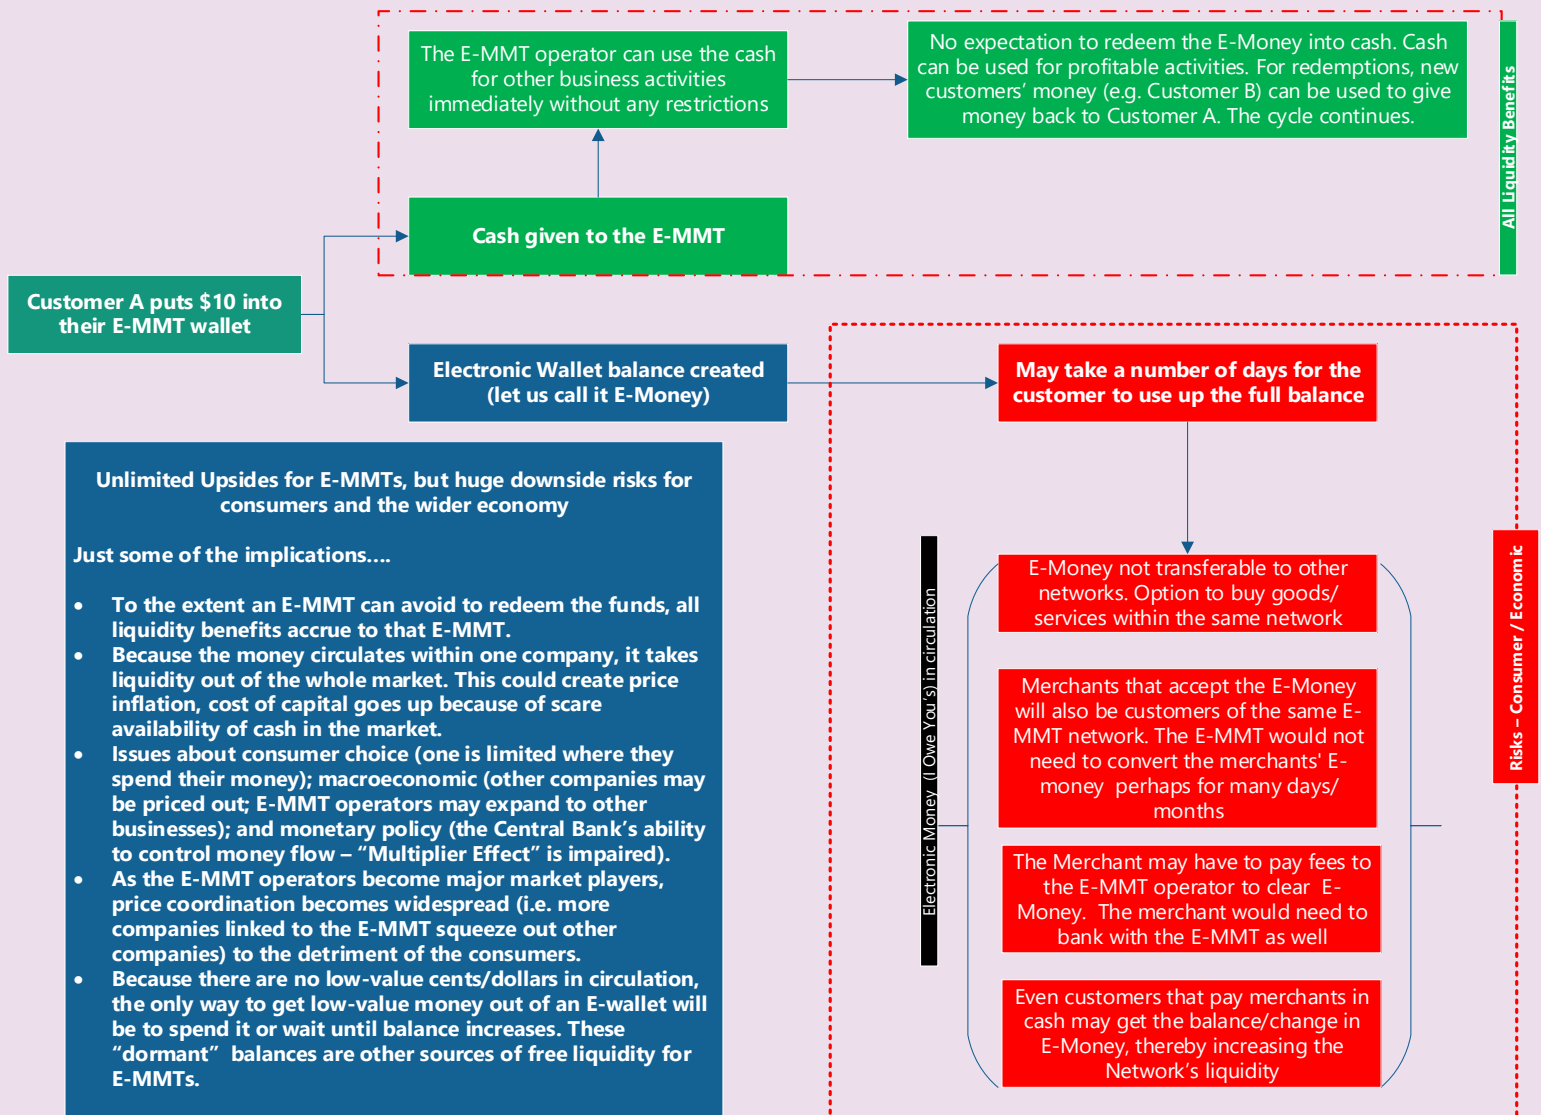 The E-MMT operator can use the cash
for other business activities
immediately without any restrictions
No expectation to redeem the E-Money into cash. Cash
can be used for profitable activities. For redemptions, new
customers’ money (e.g. Customer B) can be used to give
money back to Customer A. The cycle continues.
All Liquidity Benefits
Cash given to the E-MMT
Customer A puts $10 into
their E-MMT wallet
Electronic Wallet balance created
(let us call it E-Money)
May take a number of days for the
customer to use up the full balance
Unlimited Upsides for E-MMTs, but huge downside risks for
consumers and the wider economy
Just some of the implications....
• To the extent an E-MMT can avoid to redeem the funds, all
liquidity benefits accrue to that E-MMT.
• Because the money circulates within one company, it takes
liquidity out of the whole market. This could create price
inflation, cost of capital goes up because of scare
availability of cash in the market.
• Issues about consumer choice (one is limited where they
spend their money); macroeconomic (other companies may
be priced out; E-MMT operators may expand to other
businesses); and monetary policy (the Central Bank’s ability
to control money flow – “Multiplier Effect” is impaired).
• As the E-MMT operators become major market players,
price coordination becomes widespread (i.e. more
companies linked to the E-MMT squeeze out other
companies) to the detriment of the consumers.
• Because there are no low-value cents/dollars in circulation,
the only way to get low-value money out of an E-wallet will
be to spend it or wait until balance increases. These
“dormant” balances are other sources of free liquidity for
E-MMTs.
Electronic Money (I Owe You’s) in circulation
E-Money not transferable to other
networks. Option to buy goods/
services within the same network
Merchants that accept the E-Money
will also be customers of the same E-
MMT network. The E-MMT would not
need to convert the merchants' E-
money perhaps for many days/
months
The Merchant may have to pay fees to
the E-MMT operator to clear E-
Money. The merchant would need to
bank with the E-MMT as well
Even customers that pay merchants in
cash may get the balance/change in
E-Money, thereby increasing the
Network’s liquidity
Risks – Consumer / Economic